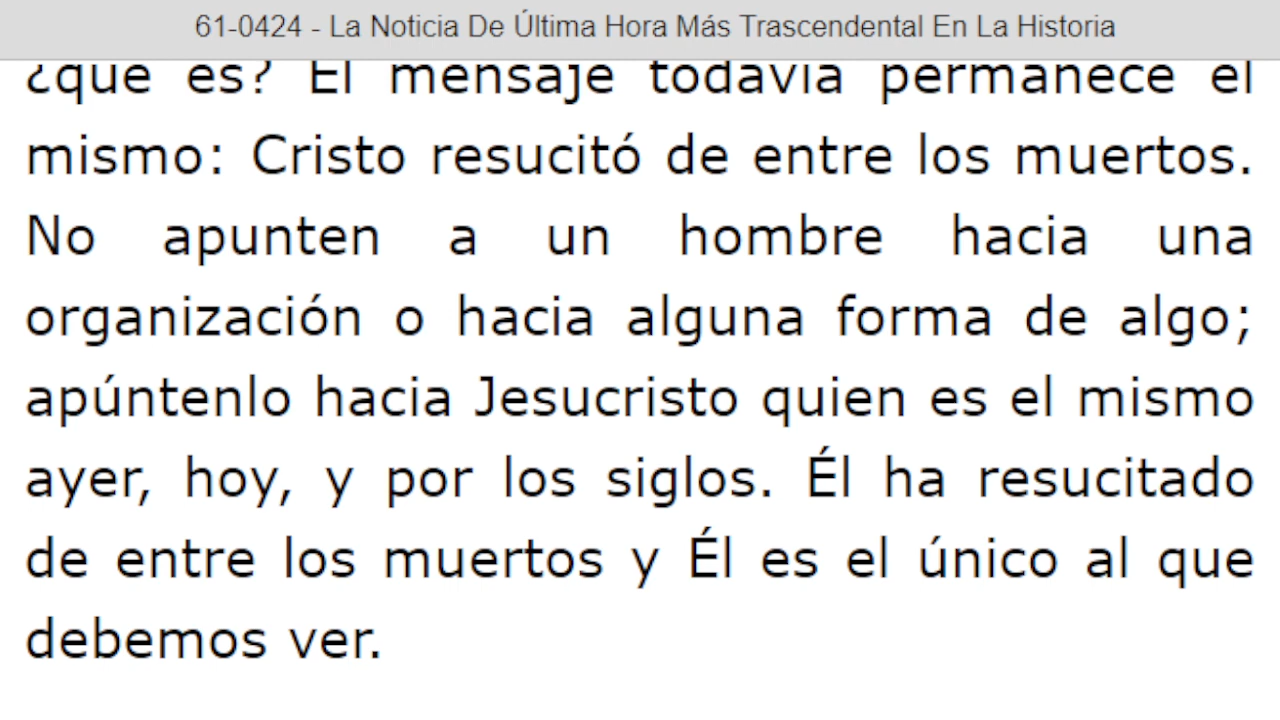 61-0424 - La Noticia De Última Hora Más Trascendental En La Historia
¿qué es? El mensaje todavía permanece el
mismo: Cristo resucitó de entre los muertos.
No apunten a un hombre hacia una
organización o hacia alguna forma de algo;
apúntenlo hacia Jesucristo quien es el mismo
ayer, hoy, y por los siglos. Él ha resucitado
de entre los muertos y Él es el único al que
debemos ver.